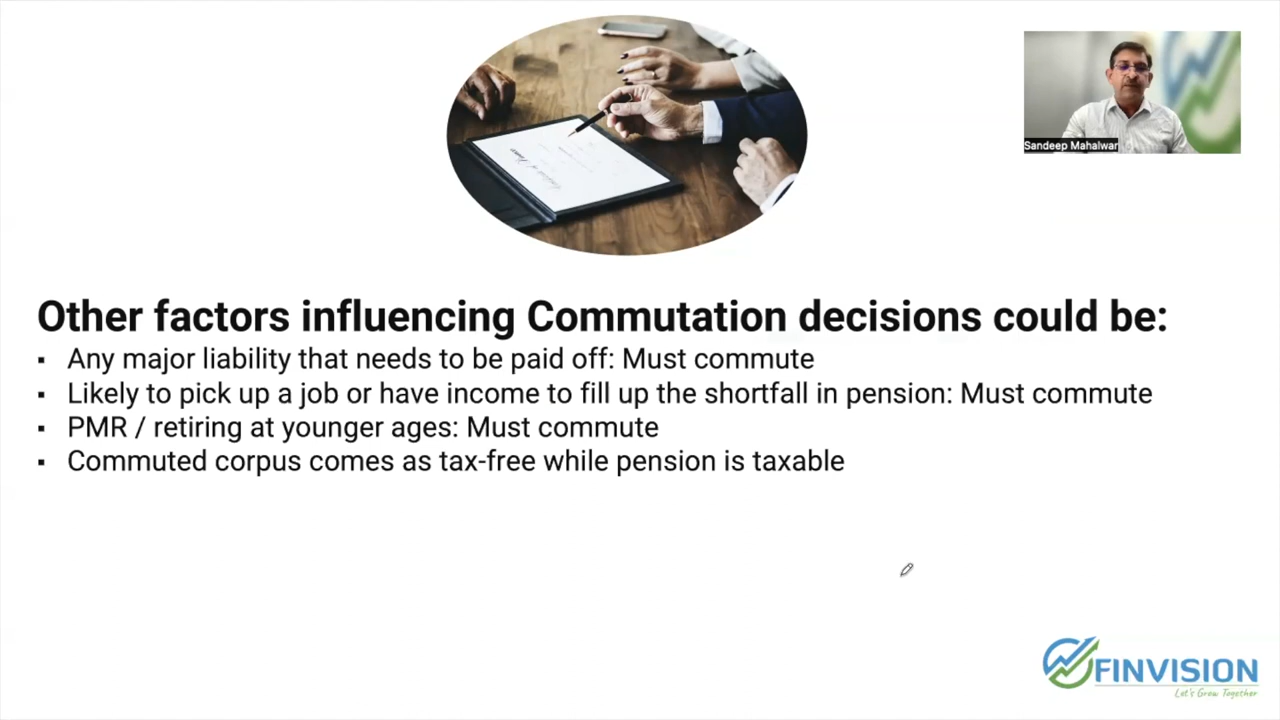 Sandeep Mahalwar
Other factors influencing Commutation decisions could be:
▪ Any major liability that needs to be paid off: Must commute
▪ Likely to pick up a job or have income to fill up the shortfall in pension: Must commute
▪ PMR / retiring at younger ages: Must commute
▪ Commuted corpus comes as tax-free while pension is taxable
FINVISION
Let's Grow Together